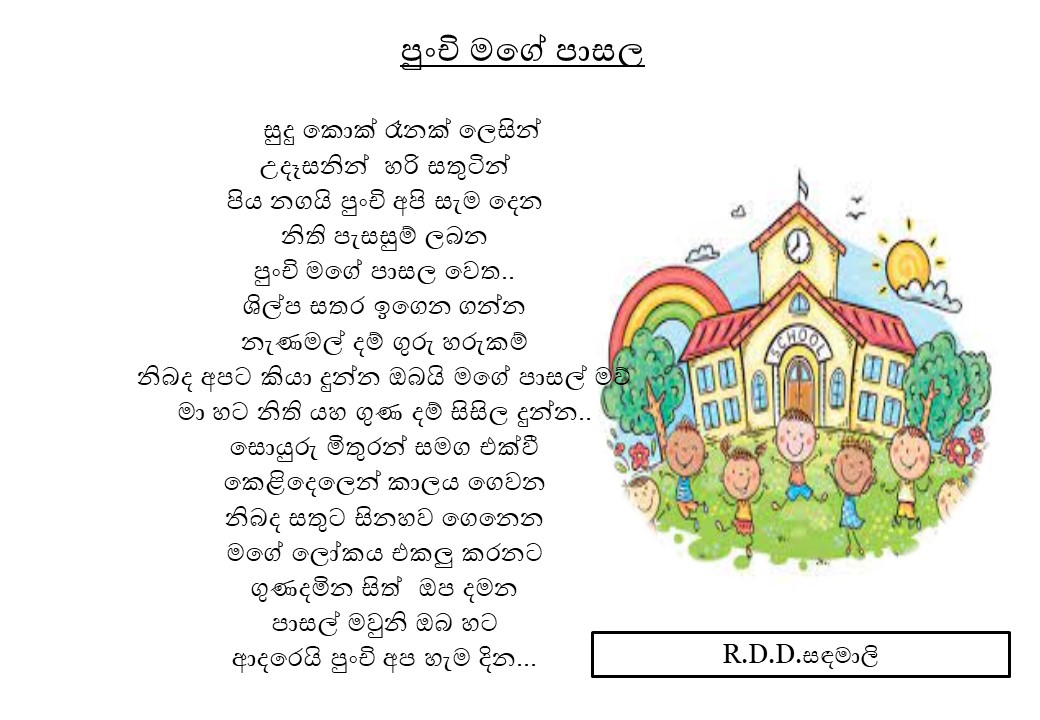 පුංචි මගේ පාසල
සුදු කොක් රෑනක් ලෙසින්
උදෑසනින් හරි සතුටින්
පිය නගයි පුංචි අපි සැම දෙන
නිති පැසසුම් ලබන
පුංචි මගේ පාසල වෙත..
ශිල්ප සතර ඉගෙන ගන්න
නැණමල් දම් ගුරු හරුකම්
නිබද අපට කියා දුන්න ඔබයි මගේ පාසල් මව්
මා හට නිති යහ ගුණ දම් සිසිල දුන්න..
සොයුරු මිතුරන් සමග එක්වී
කෙළිදෙලෙන් කාලය ගෙවන
නිබද සතුට සිනහව ගෙනෙන
මගේ ලෝකය එකලු කරනට
ගුණදමින සිත් ඔප දමන
පාසල් මවුනි ඔබ හට
ආදරෙයි පුංචි අප හැම දින...
SCHOOL
R.D.D.සඳමාලි